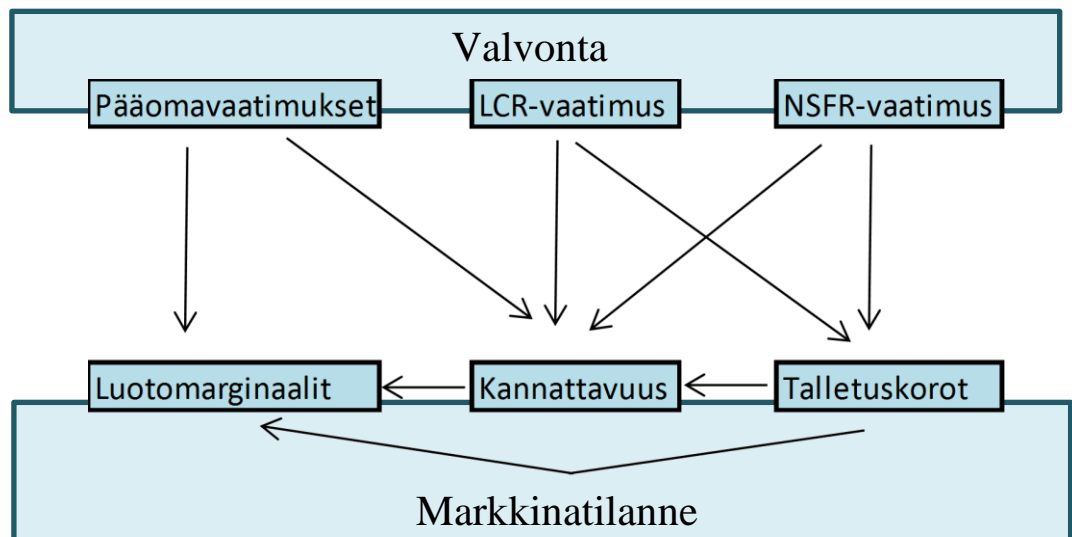 Valvonta
Pääomavaatimukset
LCR-vaatimus
NSFR-vaatimus
Luotomarginaalit
Kannattavuus
Talletuskorot
Markkinatilanne